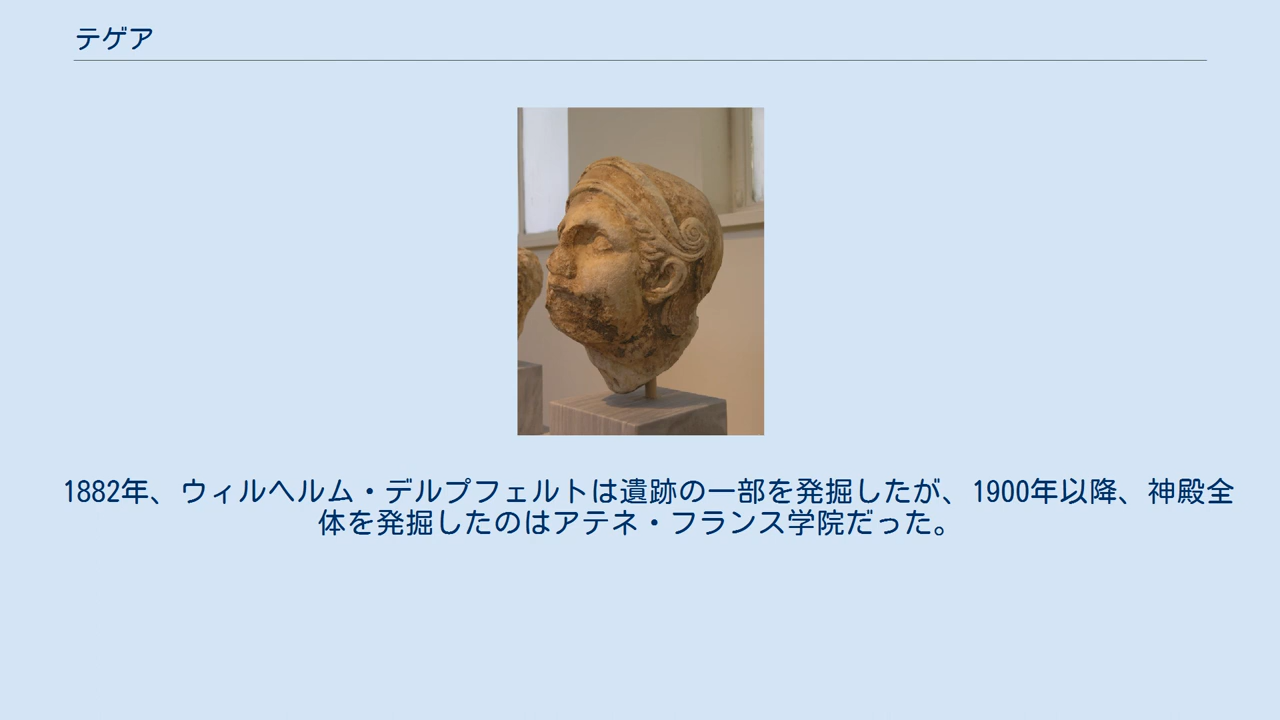 テゲア
1882年、ウィルヘルム・デルプフェルトは遺跡の一部を発掘したが、1900年以降、神殿全
体を発掘したのはアテネ・フランス学院だった。